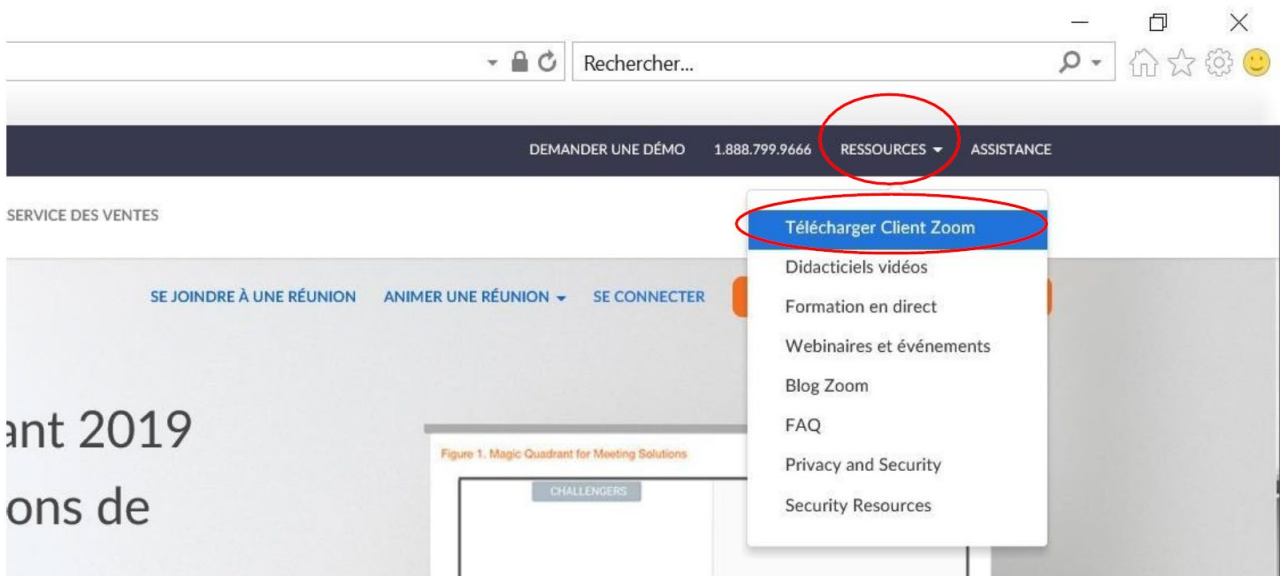 Rechercher...
DEMANDER UNE DÉMO 1.888.799.9666 RESSOURCES ASSISTANCE
SERVICE DES VENTES
Télécharger Client Zoom
Didacticiels vidéos
SE JOINDRE À UNE RÉUNION ANIMER UNE RÉUNION SE CONNECTER
Formation en direct
Webinaires et événements
Blog Zoom
FAQ
Privacy and Security
Security Resources
ant 2019
ons de
Figure 1. Magic Quadrant for Meeting Solutions
CHALLENGERS